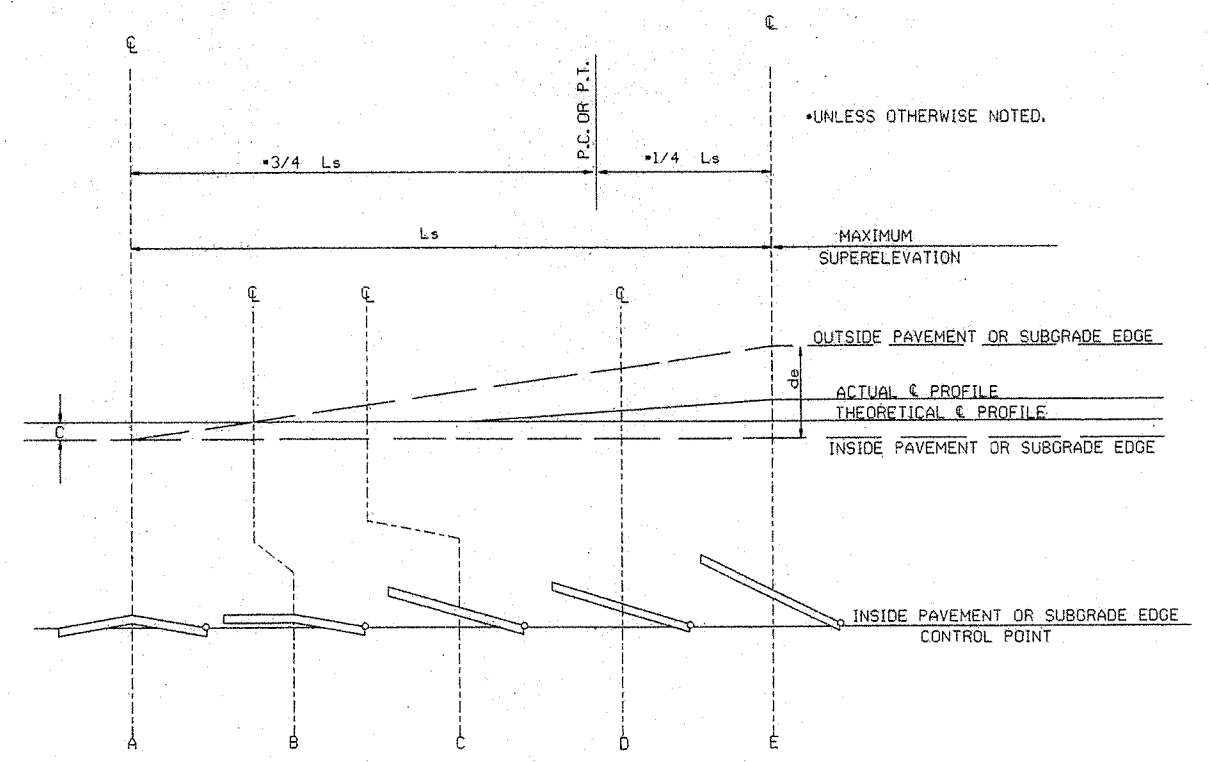 ℄
℄
P.C. OR P.T.
*UNLESS OTHERWISE NOTED.
*3/4 Ls
*1/4 Ls
Ls
MAXIMUM
SUPERELEVATION
℄
℄
℄
OUTSIDE PAVEMENT OR SUBGRADE EDGE
de
ACTUAL ℄ PROFILE
THEORETICAL ℄ PROFILE
C
INSIDE PAVEMENT OR SUBGRADE EDGE
INSIDE PAVEMENT OR SUBGRADE EDGE
CONTROL POINT
A
B
C
D
E